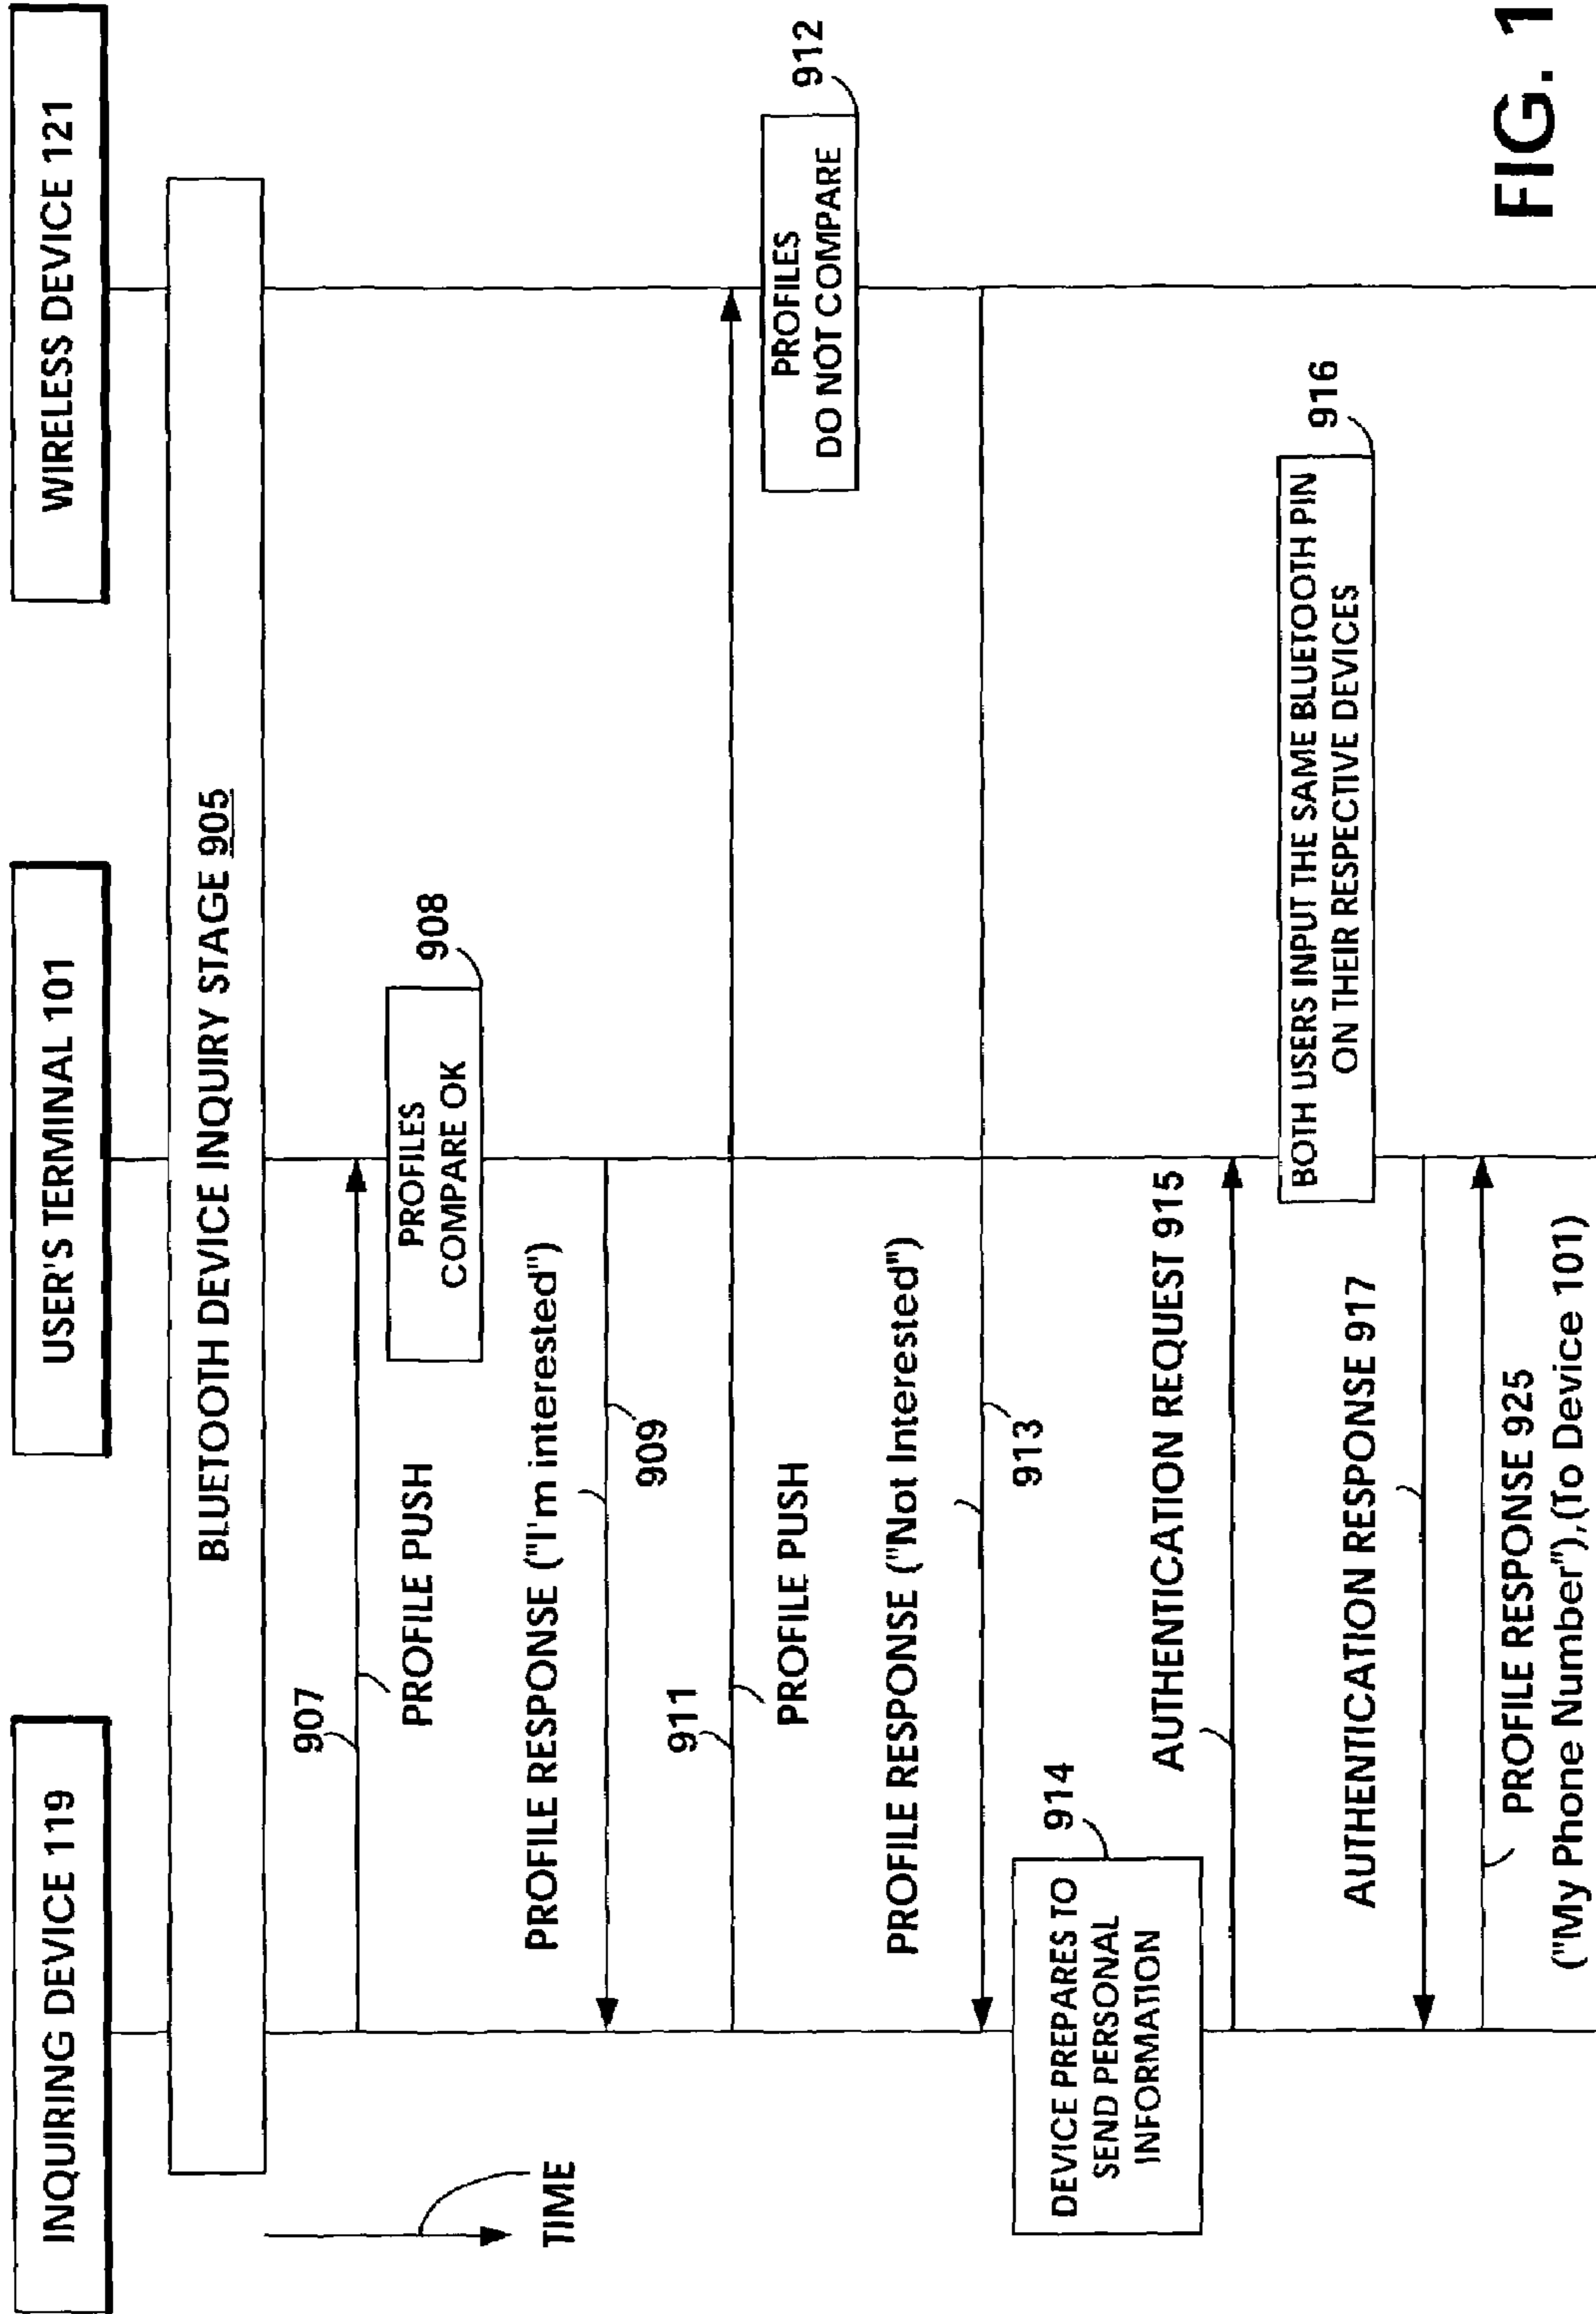 INQUIRING DEVICE 119
USER'S TERMINAL 101
WIRELESS DEVICE 121
BLUETOOTH DEVICE INQUIRY STAGE 905
TIME
907
PROFILE PUSH
PROFILES
COMPARE OK
908
PROFILE RESPONSE ("I'm interested")
909
911
PROFILE PUSH
PROFILES
DO NOT COMPARE
912
PROFILE RESPONSE ("Not Interested")
913
DEVICE PREPARES TO
SEND PERSONAL
INFORMATION
914
AUTHENTICATION REQUEST 915
BOTH USERS INPUT THE SAME BLUETOOTH PIN
ON THEIR RESPECTIVE DEVICES
916
AUTHENTICATION RESPONSE 917
PROFILE RESPONSE 925
("My Phone Number"),(To Device 101)
FIG. 1